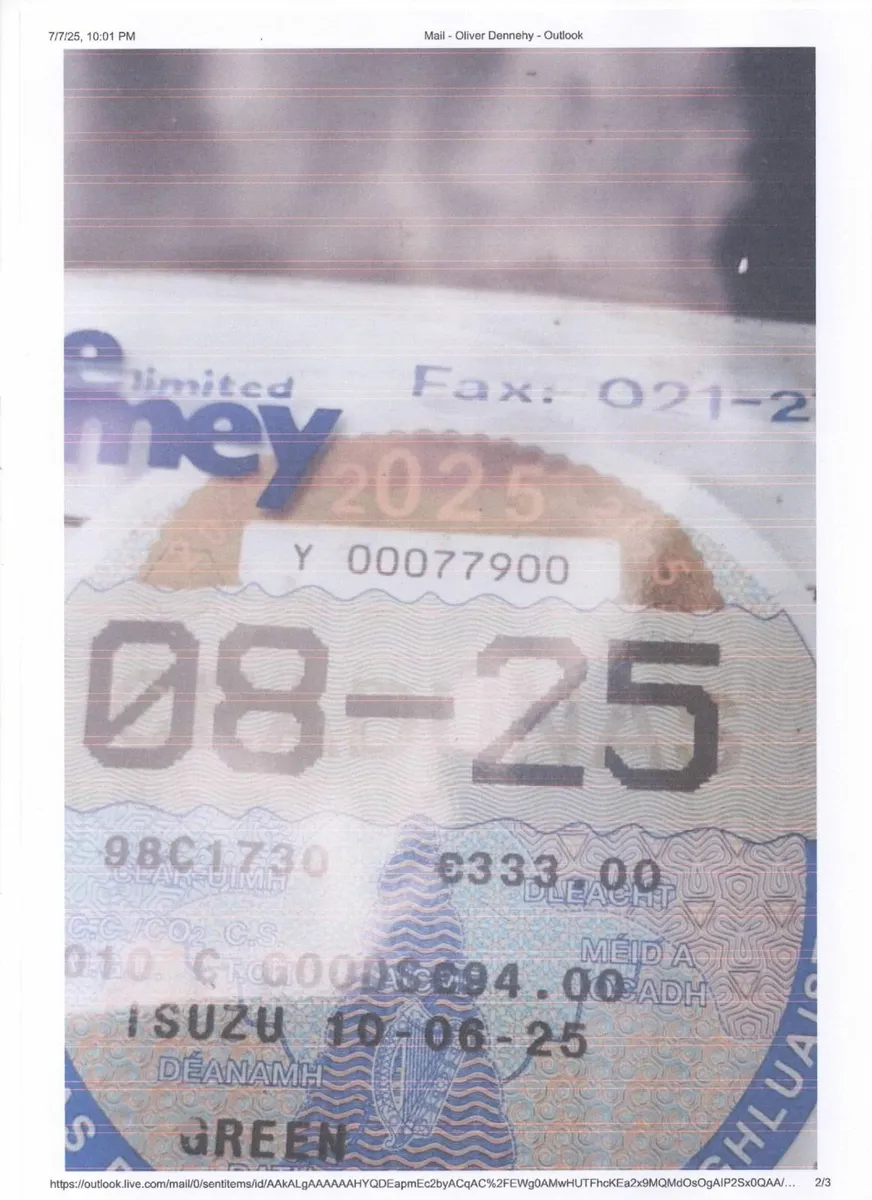 7/7/25, 10:01 PM Mail - Oliver Dennehy - Outlook
e limited Fax: 021-2
mey
2025
2025
Y 00077900
08-25
98C1730 €333.00
CLÁR-UIMH DLEACHT
C.C./CO2 C.S.
MÉID A
010 C GOODS €94.00
ÍOCADH
ISUZU 10-06-25
DÉANAMH
GREEN
https://outlook.live.com/mail/0/sentitems/id/AAkALgAAAAAAHYQDEapmEc2byACqAC%2FEWg0AMwHUTFhcKEa2x9MQMdOsOgAIP2Sx0QAA/... 2/3